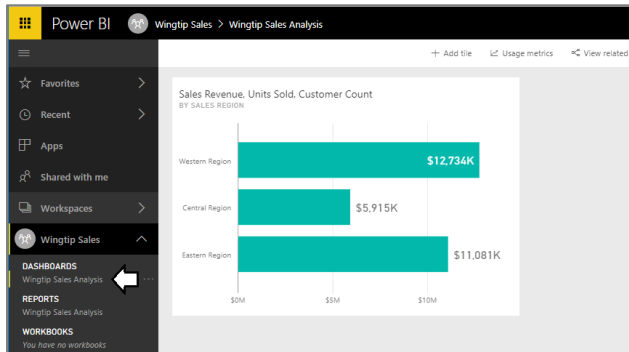 Power BI
Wingtip Sales > Wingtip Sales Analysis
+ Add tile
Usage metrics
View related
Favorites
Recent
Apps
Shared with me
Workspaces
Wingtip Sales
DASHBOARDS
Wingtip Sales Analysis
REPORTS
Wingtip Sales Analysis
WORKBOOKS
You have no workbooks
Sales Revenue, Units Sold, Customer Count
BY SALES REGION
Western Region
$12,734K
Central Region
$5,915K
Eastern Region
$11,081K
$0M
$5M
$10M